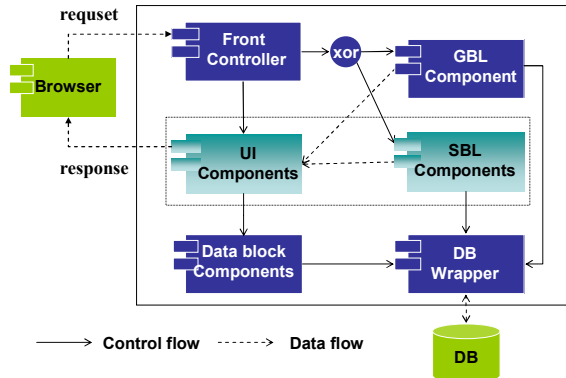 requset
Front
Controller
xor
GBL
Component
Browser
response
UI
Components
SBL
Components
Data block
Components
DB
Wrapper
Control flow
Data flow
DB